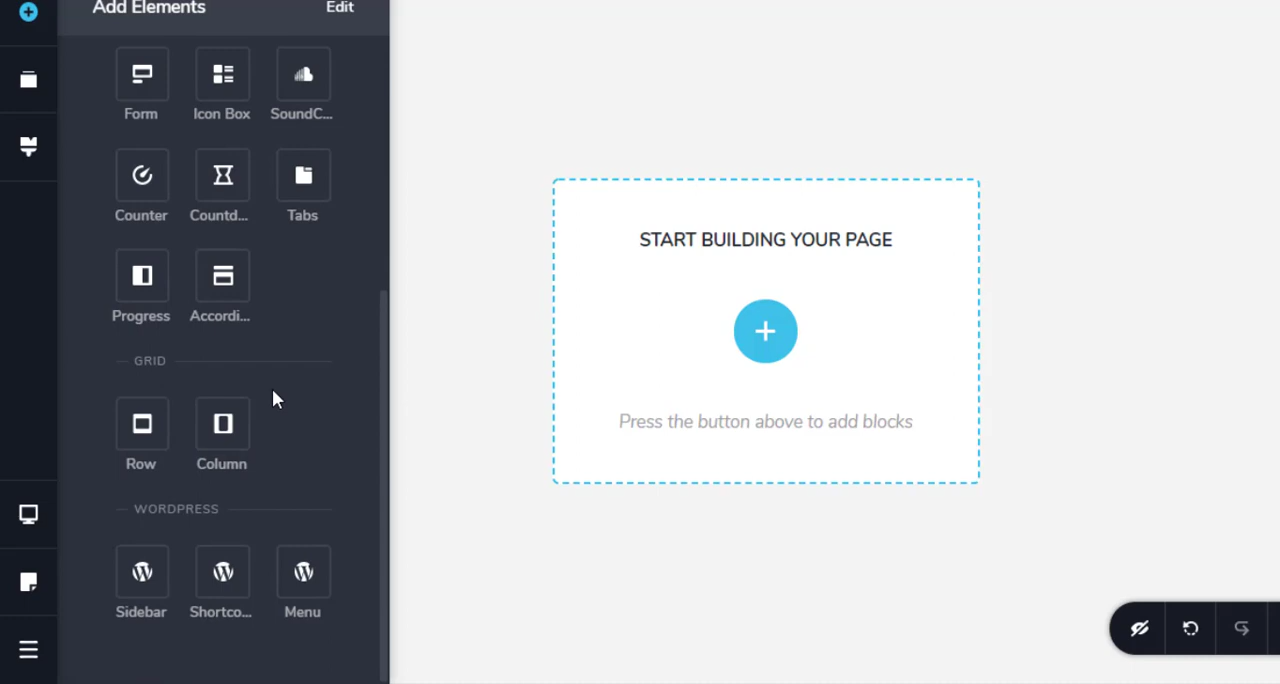 Add Elements Edit
Form Icon Box SoundC...
Counter Countd... Tabs
Progress Accordi...
GRID
Row Column
WORDPRESS
Sidebar Shortco... Menu
START BUILDING YOUR PAGE
Press the button above to add blocks